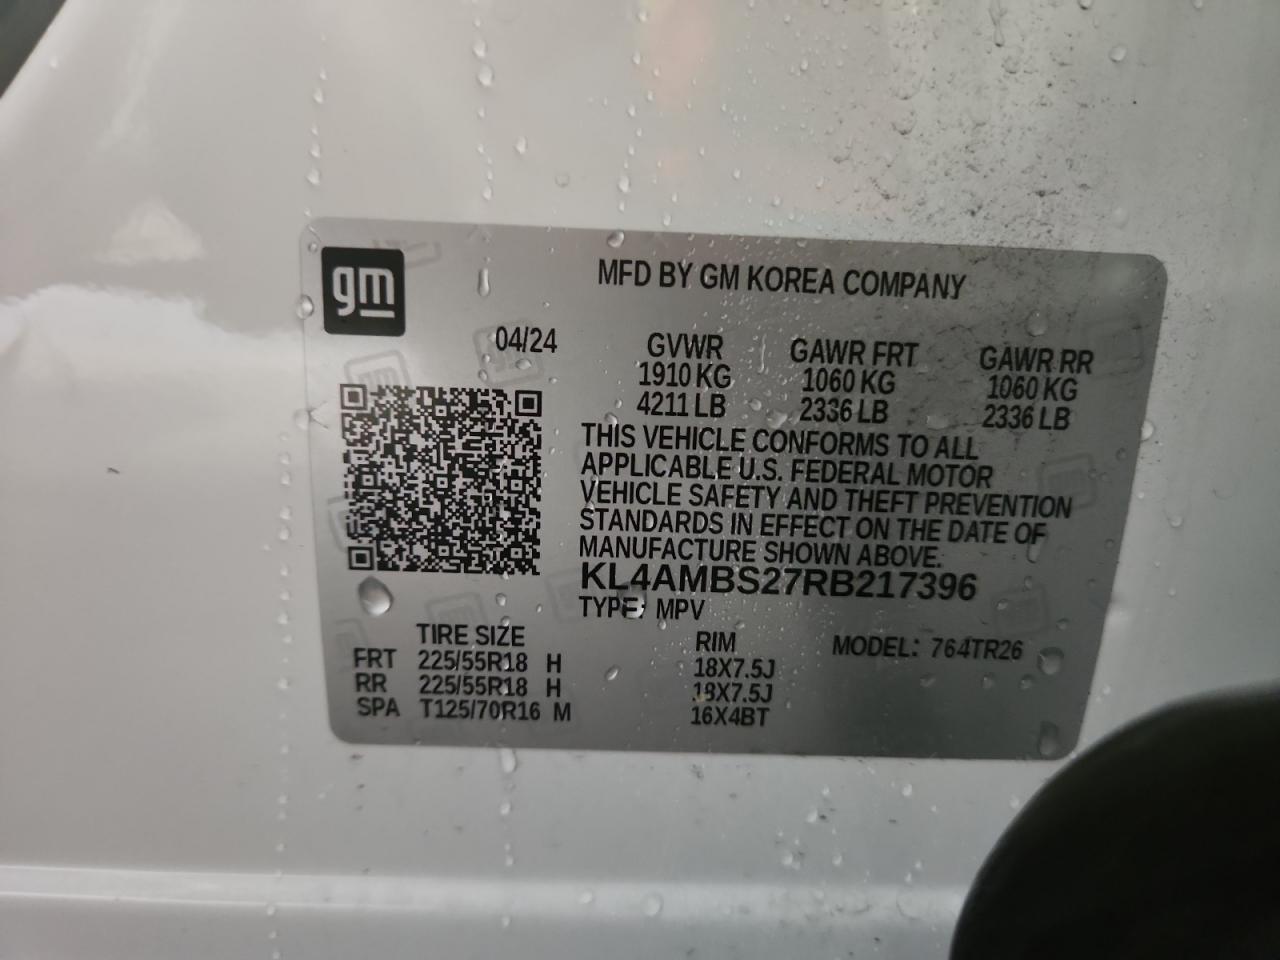 gm
MFD BY GM KOREA COMPANY
04/24 GVWR GAWR FRT GAWR RR
1910 KG 1060 KG 1060 KG
4211 LB 2336 LB 2336 LB
THIS VEHICLE CONFORMS TO ALL
APPLICABLE U.S. FEDERAL MOTOR
VEHICLE SAFETY AND THEFT PREVENTION
STANDARDS IN EFFECT ON THE DATE OF
MANUFACTURE SHOWN ABOVE.
KL4AMBS27RB217396
TYPE: MPV
TIRE SIZE RIM MODEL: 764TR26
FRT 225/55R18 H 18X7.5J
RR 225/55R18 H 18X7.5J
SPA T125/70R16 M 16X4BT